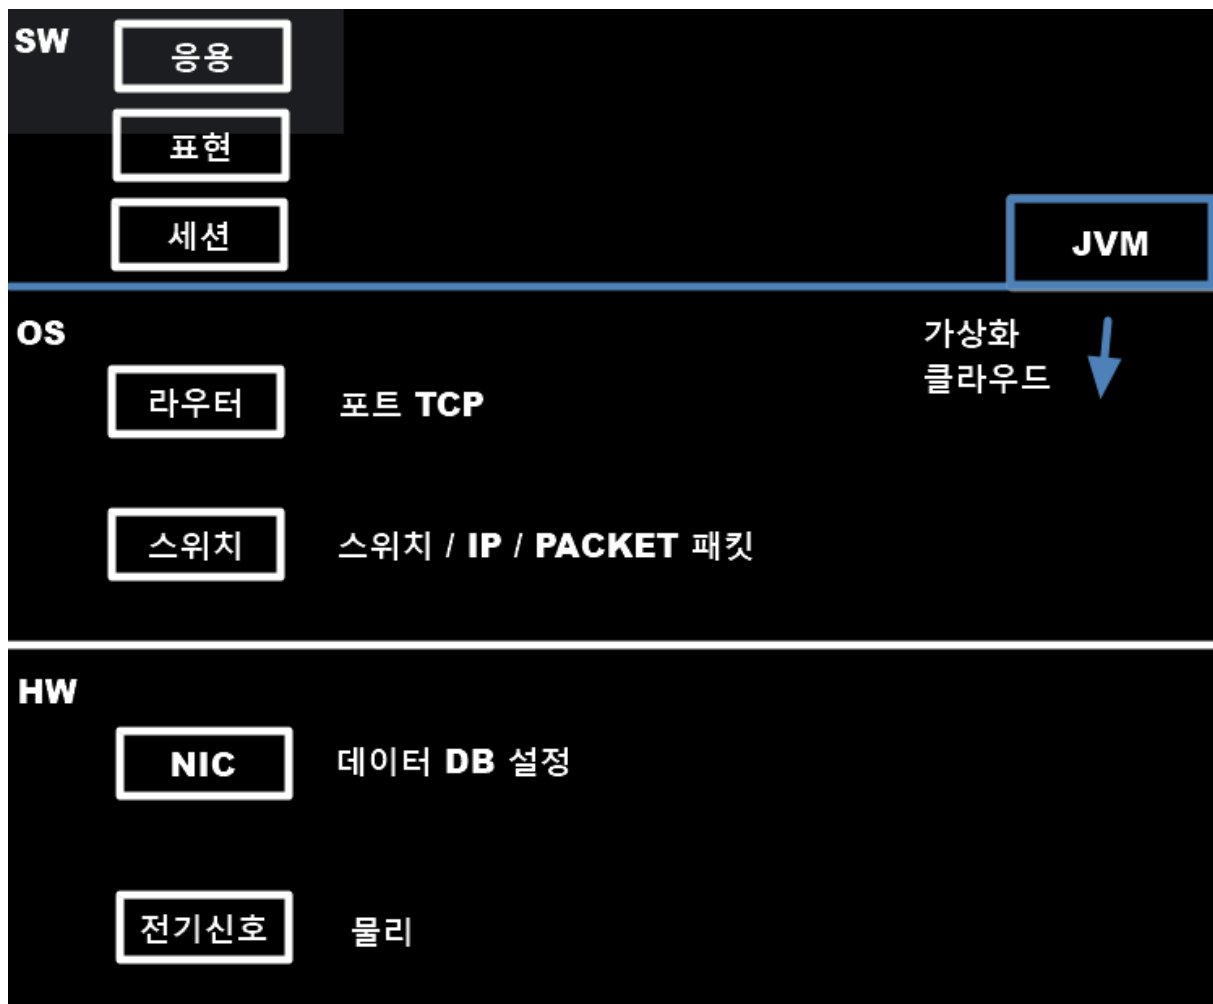 SW
응용
표현
세션
JVM
OS
가상화
클라우드
라우터
포트 TCP
스위치
스위치 / IP / PACKET 패킷
HW
NIC
데이터 DB 설정
전기신호
물리